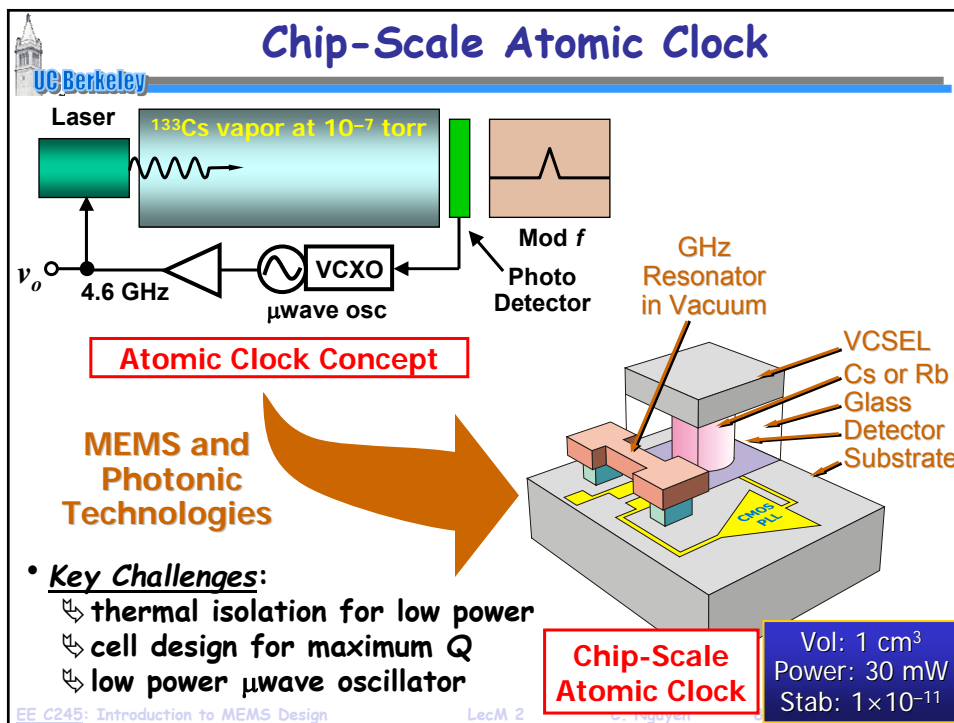 Chip-Scale Atomic Clock
UC Berkeley
Laser
¹³³Cs vapor at 10⁻⁷ torr
Mod f
Photo
Detector
VCXO
μwave osc
4.6 GHz
vₒ
Atomic Clock Concept
GHz
Resonator
in Vacuum
VCSEL
Cs or Rb
Glass
Detector
Substrate
CMOS
PLL
MEMS and
Photonic
Technologies
• Key Challenges:
↳ thermal isolation for low power
↳ cell design for maximum Q
↳ low power μwave oscillator
Chip-Scale
Atomic Clock
Vol: 1 cm³
Power: 30 mW
Stab: 1×10⁻¹¹
EE C245: Introduction to MEMS Design LecM 2 C. Nguyen